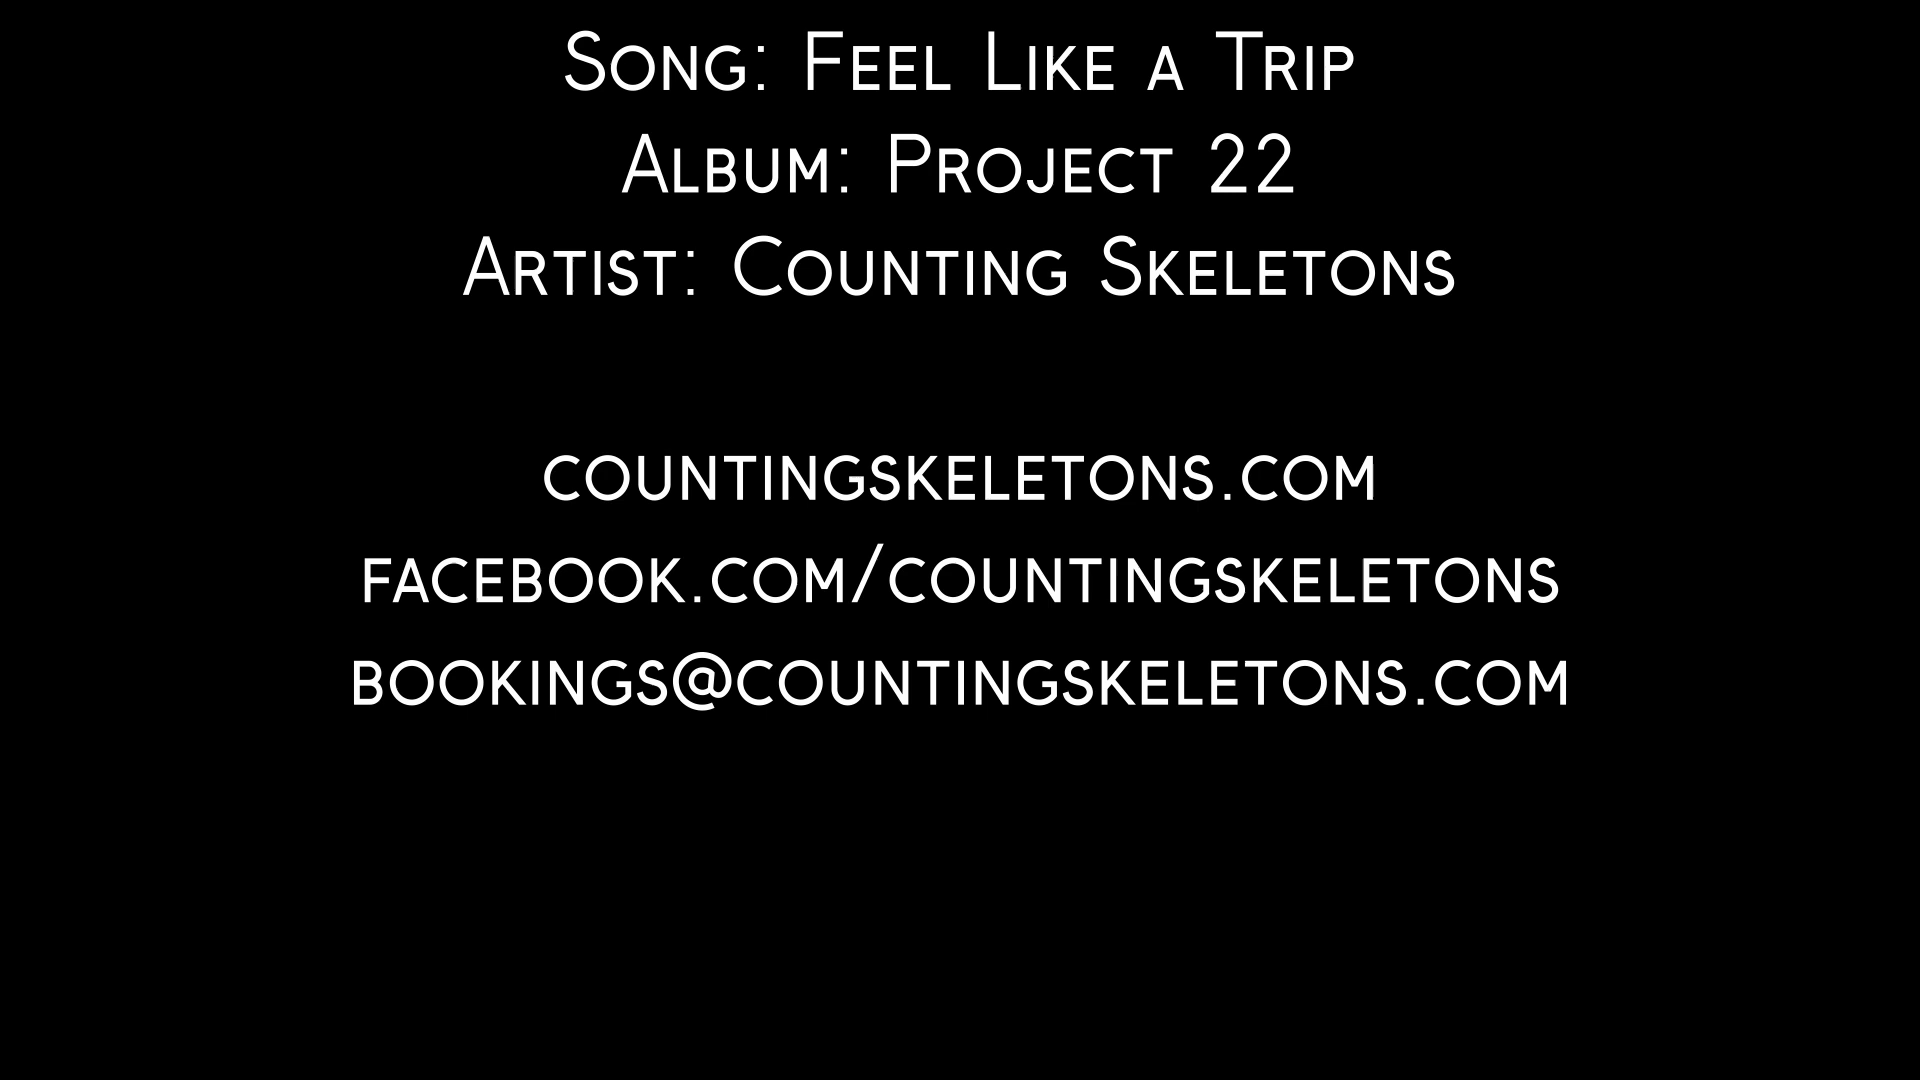 Song: Feel Like a Trip
Album: Project 22
Artist: Counting Skeletons
countingskeletons.com
facebook.com/countingskeletons
bookings@countingskeletons.com